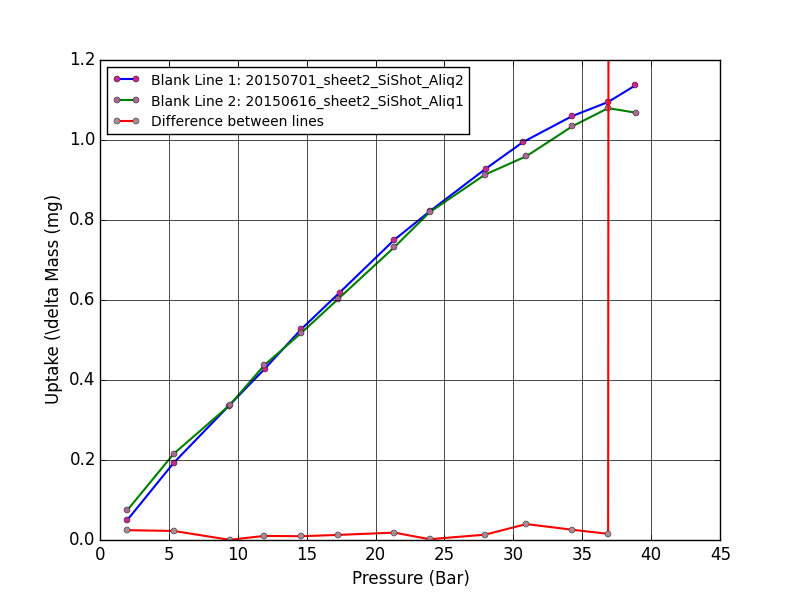 1.2
1.0
0.8
0.6
0.4
0.2
0.0
Uptake (\delta Mass (mg)
Blank Line 1: 20150701_sheet2_SiShot_Aliq2
Blank Line 2: 20150616_sheet2_SiShot_Aliq1
Difference between lines
0 5 10 15 20 25 30 35 40 45
Pressure (Bar)